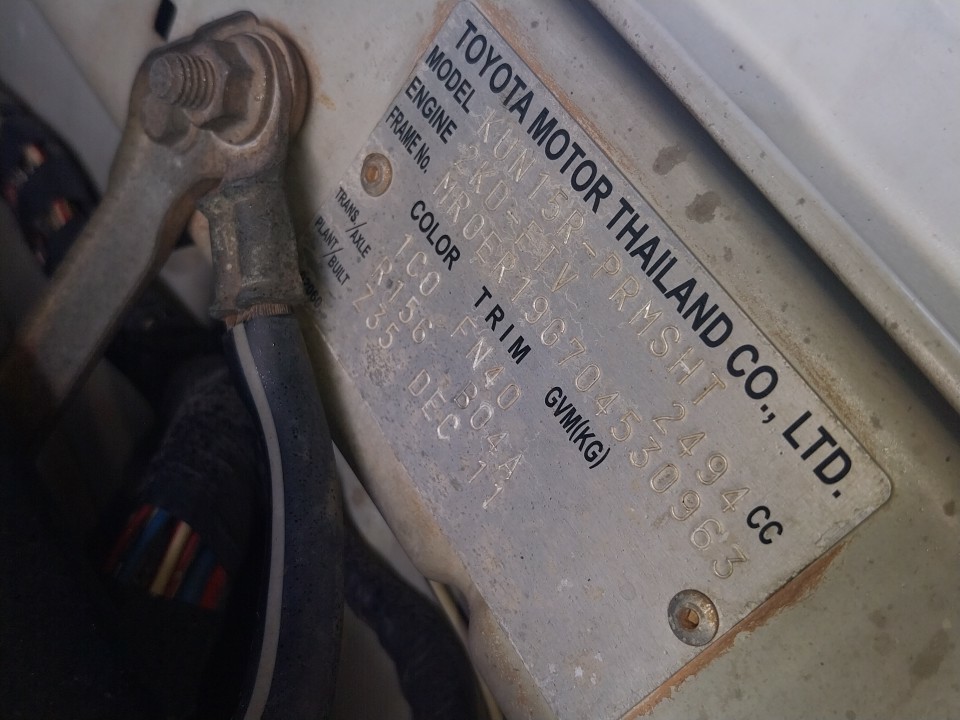 TOYOTA MOTOR THAILAND CO., LTD.
MODEL KUN15R-PRMSHT
ENGINE 2KD-FTV 2494 CC
FRAME No. MROER19G704530963
COLOR TRIM GVM(KG)
1C0 FN40
TRANS/AXLE R156 B04A
PLANT/BUILT Z35 DEC 11